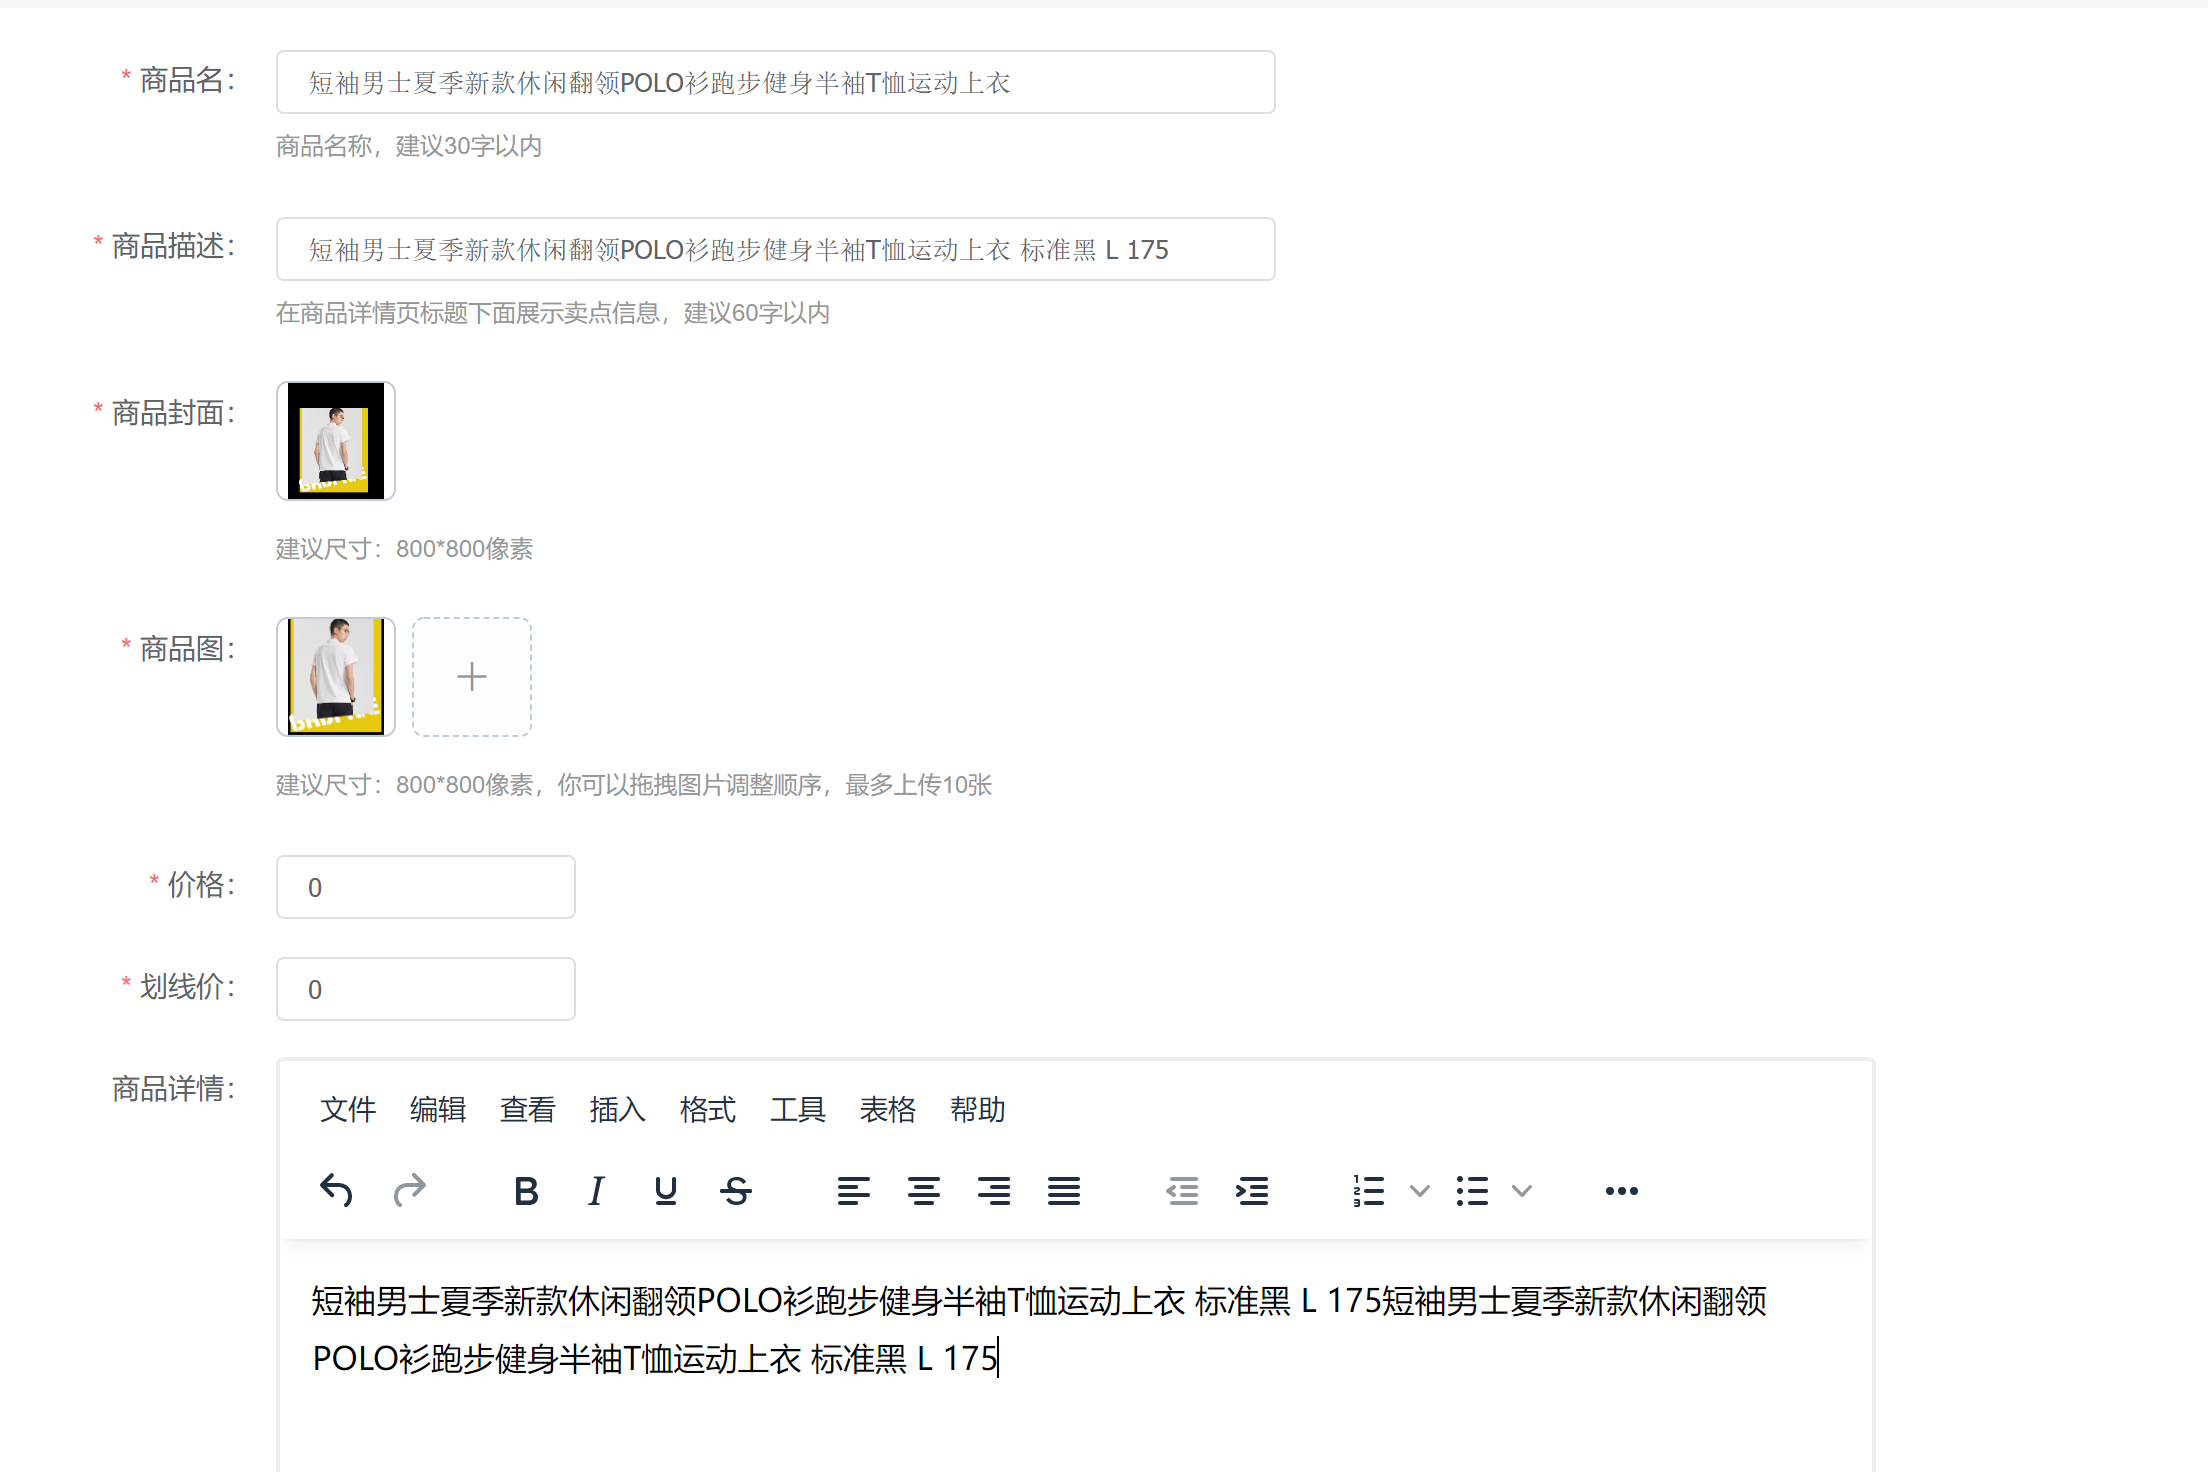 * 商品名：
短袖男士夏季新款休闲翻领POLO衫跑步健身半袖T恤运动上衣
商品名称，建议30字以内
* 商品描述：
短袖男士夏季新款休闲翻领POLO衫跑步健身半袖T恤运动上衣 标准黑 L 175
在商品详情页标题下面展示卖点信息，建议60字以内
* 商品封面：
建议尺寸：800*800像素
* 商品图：
建议尺寸：800*800像素，你可以拖拽图片调整顺序，最多上传10张
* 价格：
0
* 划线价：
0
商品详情：
文件 编辑 查看 插入 格式 工具 表格 帮助
短袖男士夏季新款休闲翻领POLO衫跑步健身半袖T恤运动上衣 标准黑 L 175短袖男士夏季新款休闲翻领
POLO衫跑步健身半袖T恤运动上衣 标准黑 L 175